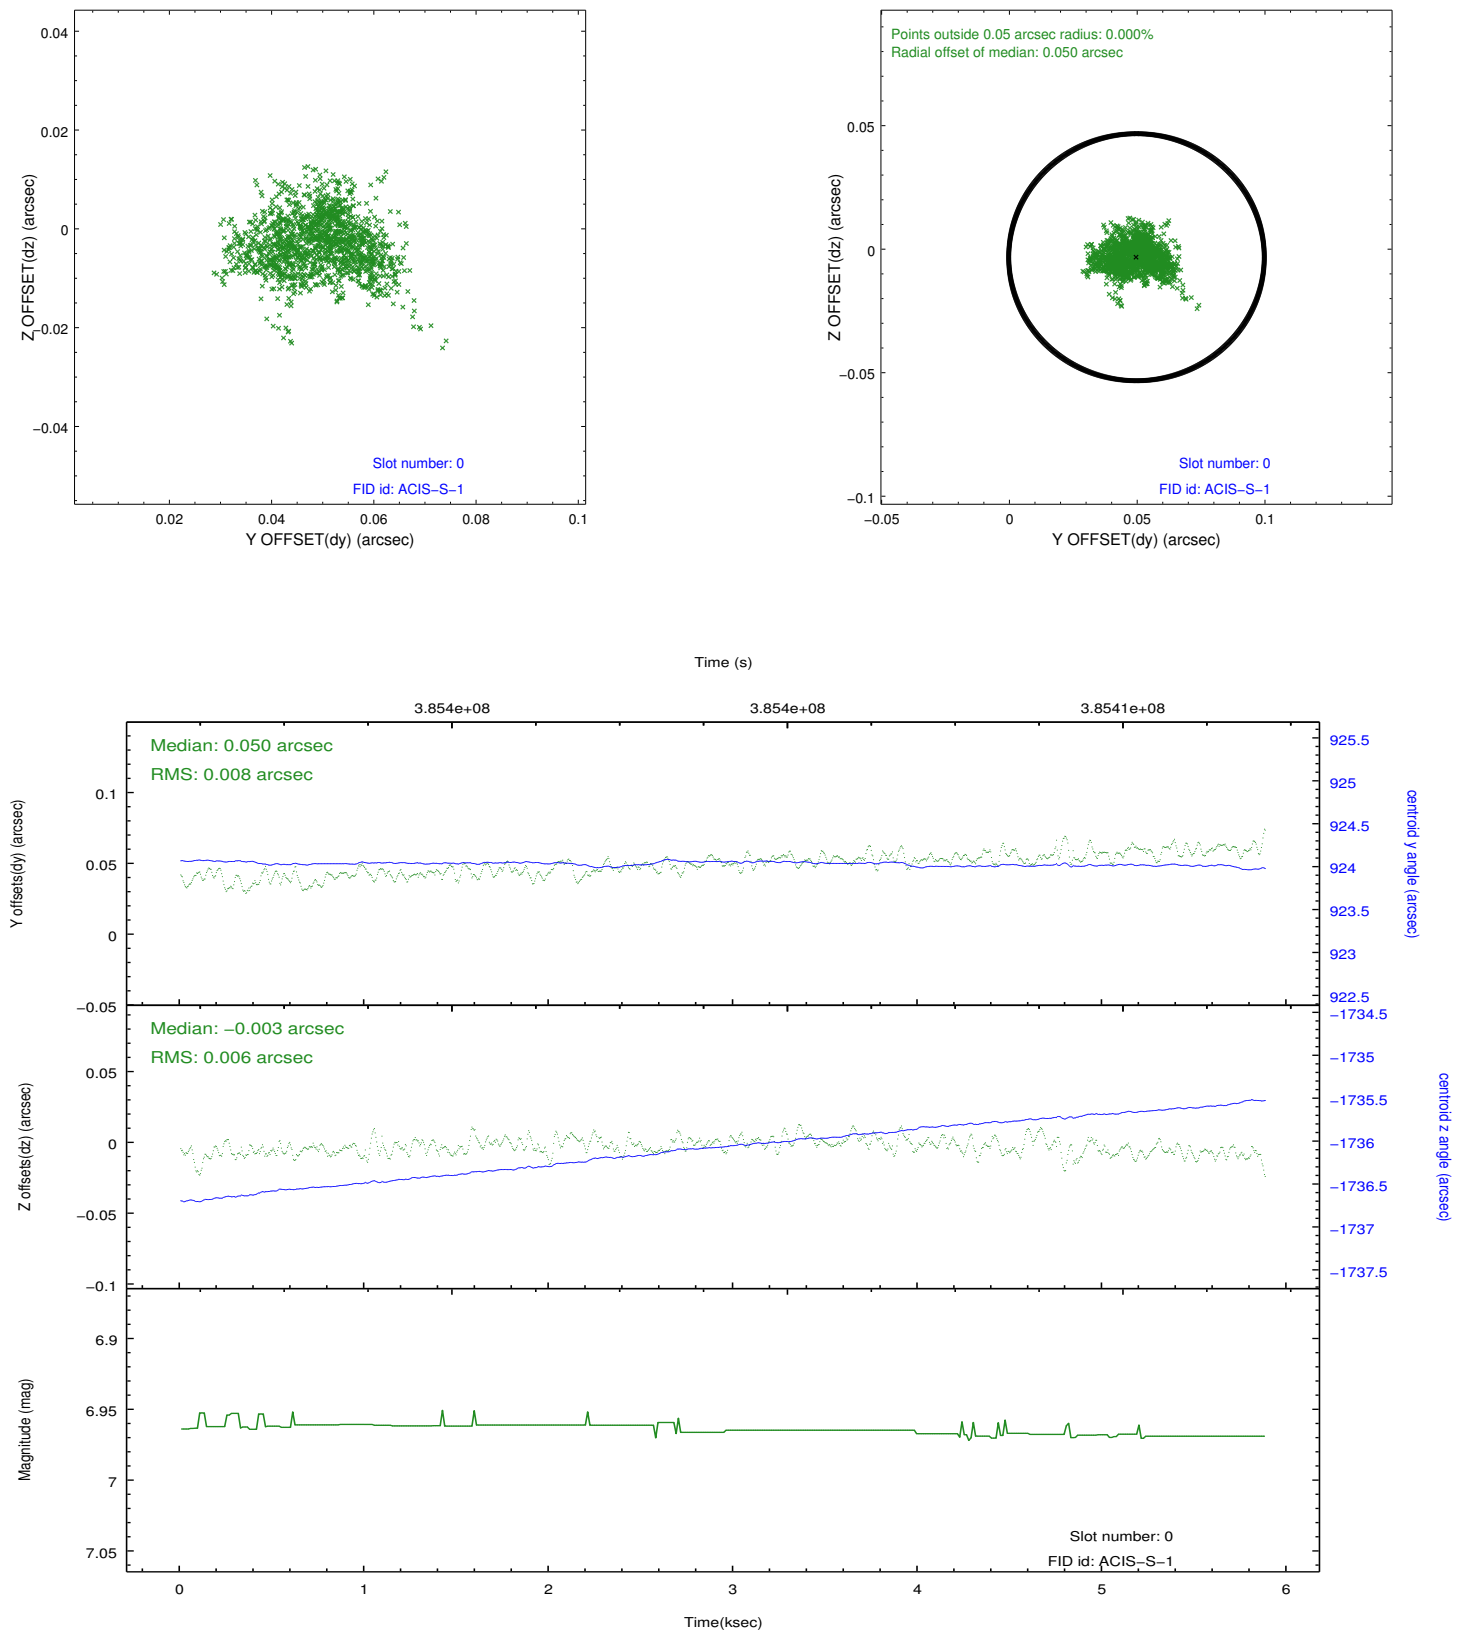 0.04
0.02
0
−0.02
−0.04
Z OFFSET(dz) (arcsec)
Slot number: 0
FID id: ACIS−S−1
0.02
0.04
0.06
0.08
0.1
Y OFFSET(dy) (arcsec)
Points outside 0.05 arcsec radius: 0.000%
Radial offset of median: 0.050 arcsec
0.05
0
−0.05
−0.1
Z OFFSET(dz) (arcsec)
Slot number: 0
FID id: ACIS−S−1
−0.05
0
0.05
0.1
Y OFFSET(dy) (arcsec)
Time (s)
3.854e+08
3.854e+08
3.8541e+08
Median: 0.050 arcsec
RMS: 0.008 arcsec
0.1
0.05
0
−0.05
Y offsets(dy) (arcsec)
925.5
925
924.5
924
923.5
923
922.5
centroid y angle (arcsec)
Median: −0.003 arcsec
RMS: 0.006 arcsec
0.05
0
−0.05
−0.1
Z offsets(dz) (arcsec)
−1734.5
−1735
−1735.5
−1736
−1736.5
−1737
−1737.5
centroid z angle (arcsec)
6.9
6.95
7
7.05
Magnitude (mag)
Slot number: 0
FID id: ACIS−S−1
0
1
2
3
4
5
6
Time(ksec)